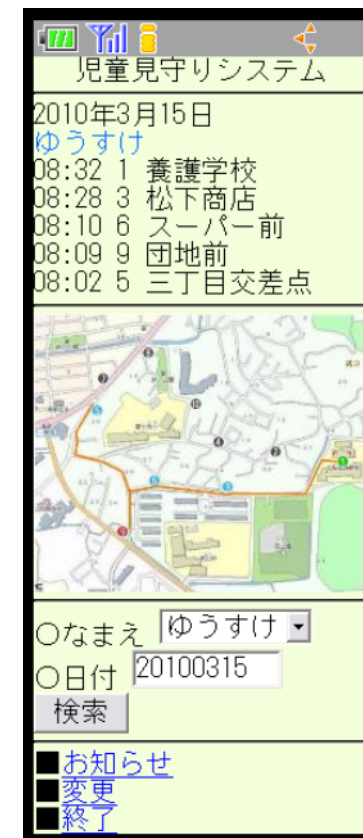 児童見守りシステム
2010年3月15日
ゆうすけ
08:32 1 養護学校
08:28 3 松下商店
08:10 6 スーパー前
08:09 9 団地前
08:02 5 三丁目交差点
○なまえ ゆうすけ
○日付 20100315
検索
■お知らせ
■変更
■終了